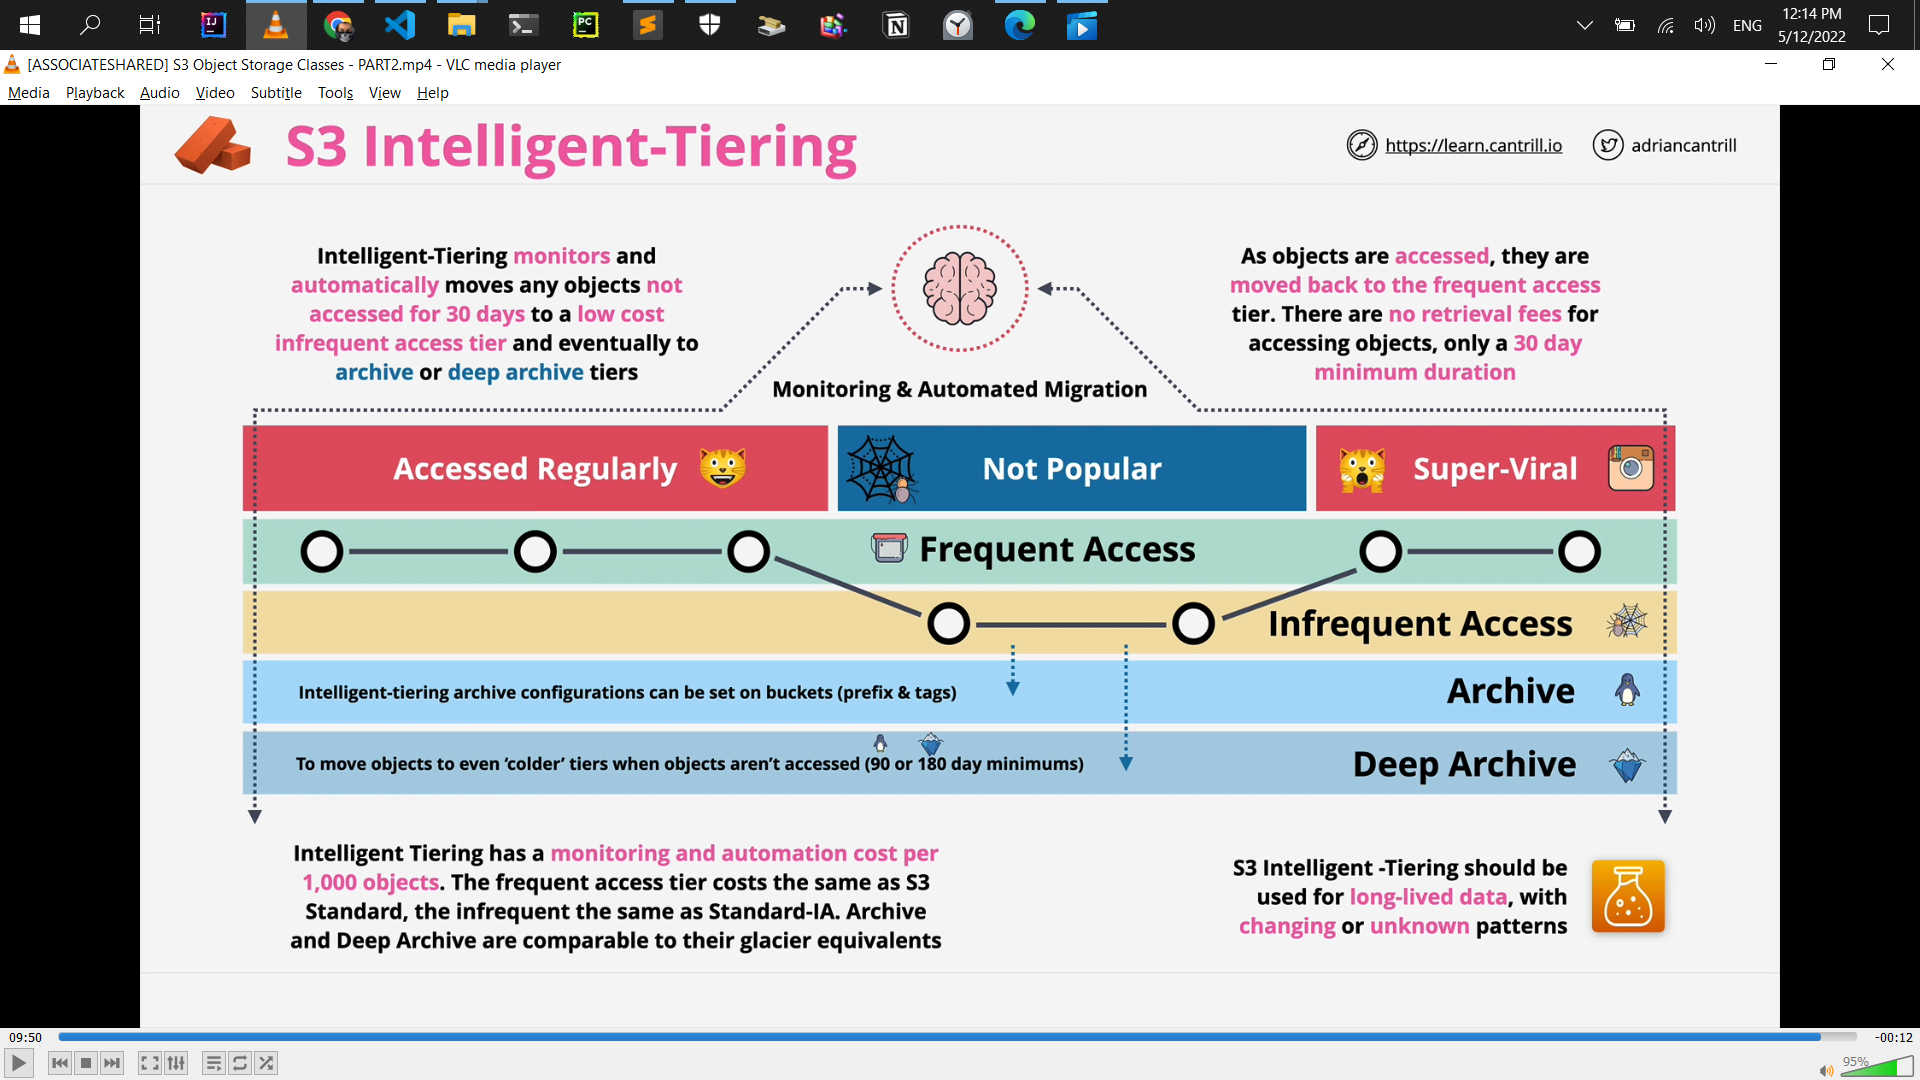 ENG
12:14 PM
5/12/2022
[ASSOCIATESHARED] S3 Object Storage Classes - PART2.mp4 - VLC media player
Media Playback Audio Video Subtitle Tools View Help
S3 Intelligent-Tiering
https://learn.cantrill.io
adriancantrill
Intelligent-Tiering monitors and
automatically moves any objects not
accessed for 30 days to a low cost
infrequent access tier and eventually to
archive or deep archive tiers
Monitoring & Automated Migration
As objects are accessed, they are
moved back to the frequent access
tier. There are no retrieval fees for
accessing objects, only a 30 day
minimum duration
Accessed Regularly
Not Popular
Super-Viral
Frequent Access
Infrequent Access
Intelligent-tiering archive configurations can be set on buckets (prefix & tags)
Archive
To move objects to even ‘colder’ tiers when objects aren’t accessed (90 or 180 day minimums)
Deep Archive
Intelligent Tiering has a monitoring and automation cost per
1,000 objects. The frequent access tier costs the same as S3
Standard, the infrequent the same as Standard-IA. Archive
and Deep Archive are comparable to their glacier equivalents
S3 Intelligent -Tiering should be
used for long-lived data, with
changing or unknown patterns
09:50
-00:12
95%